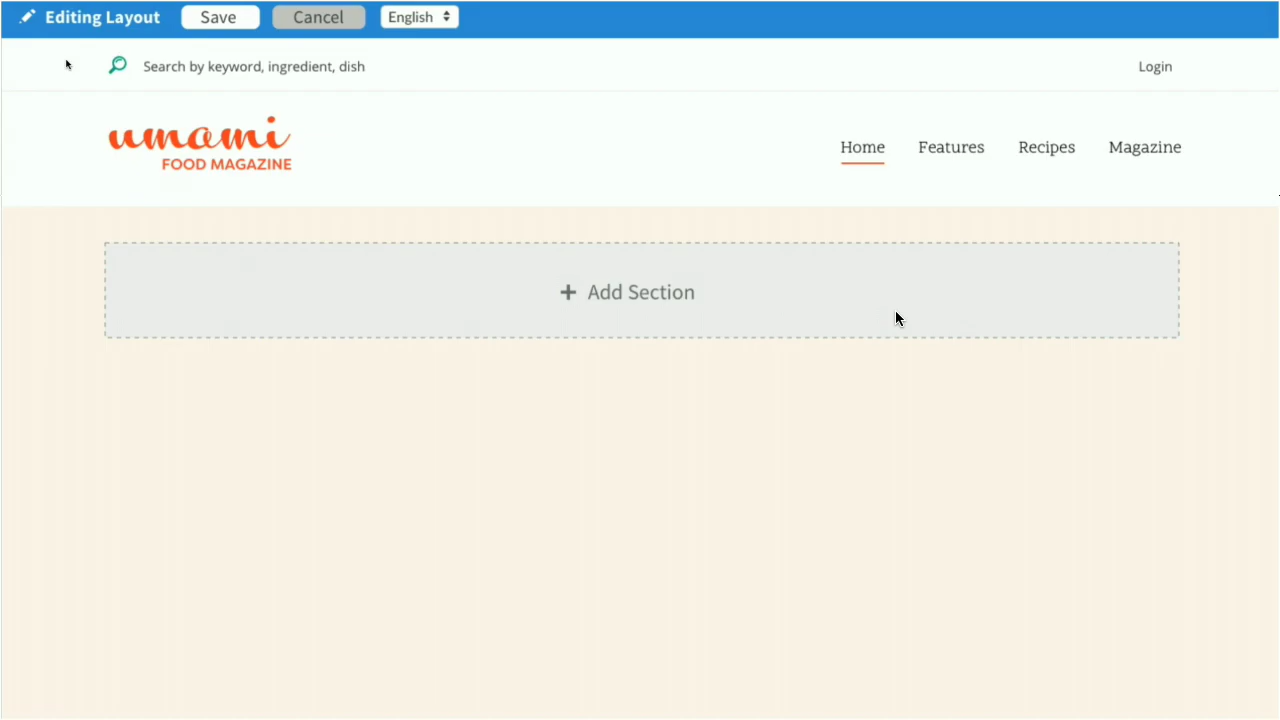 Editing Layout Save Cancel English
Search by keyword, ingredient, dish Login
umami
FOOD MAGAZINE
Home Features Recipes Magazine
+ Add Section